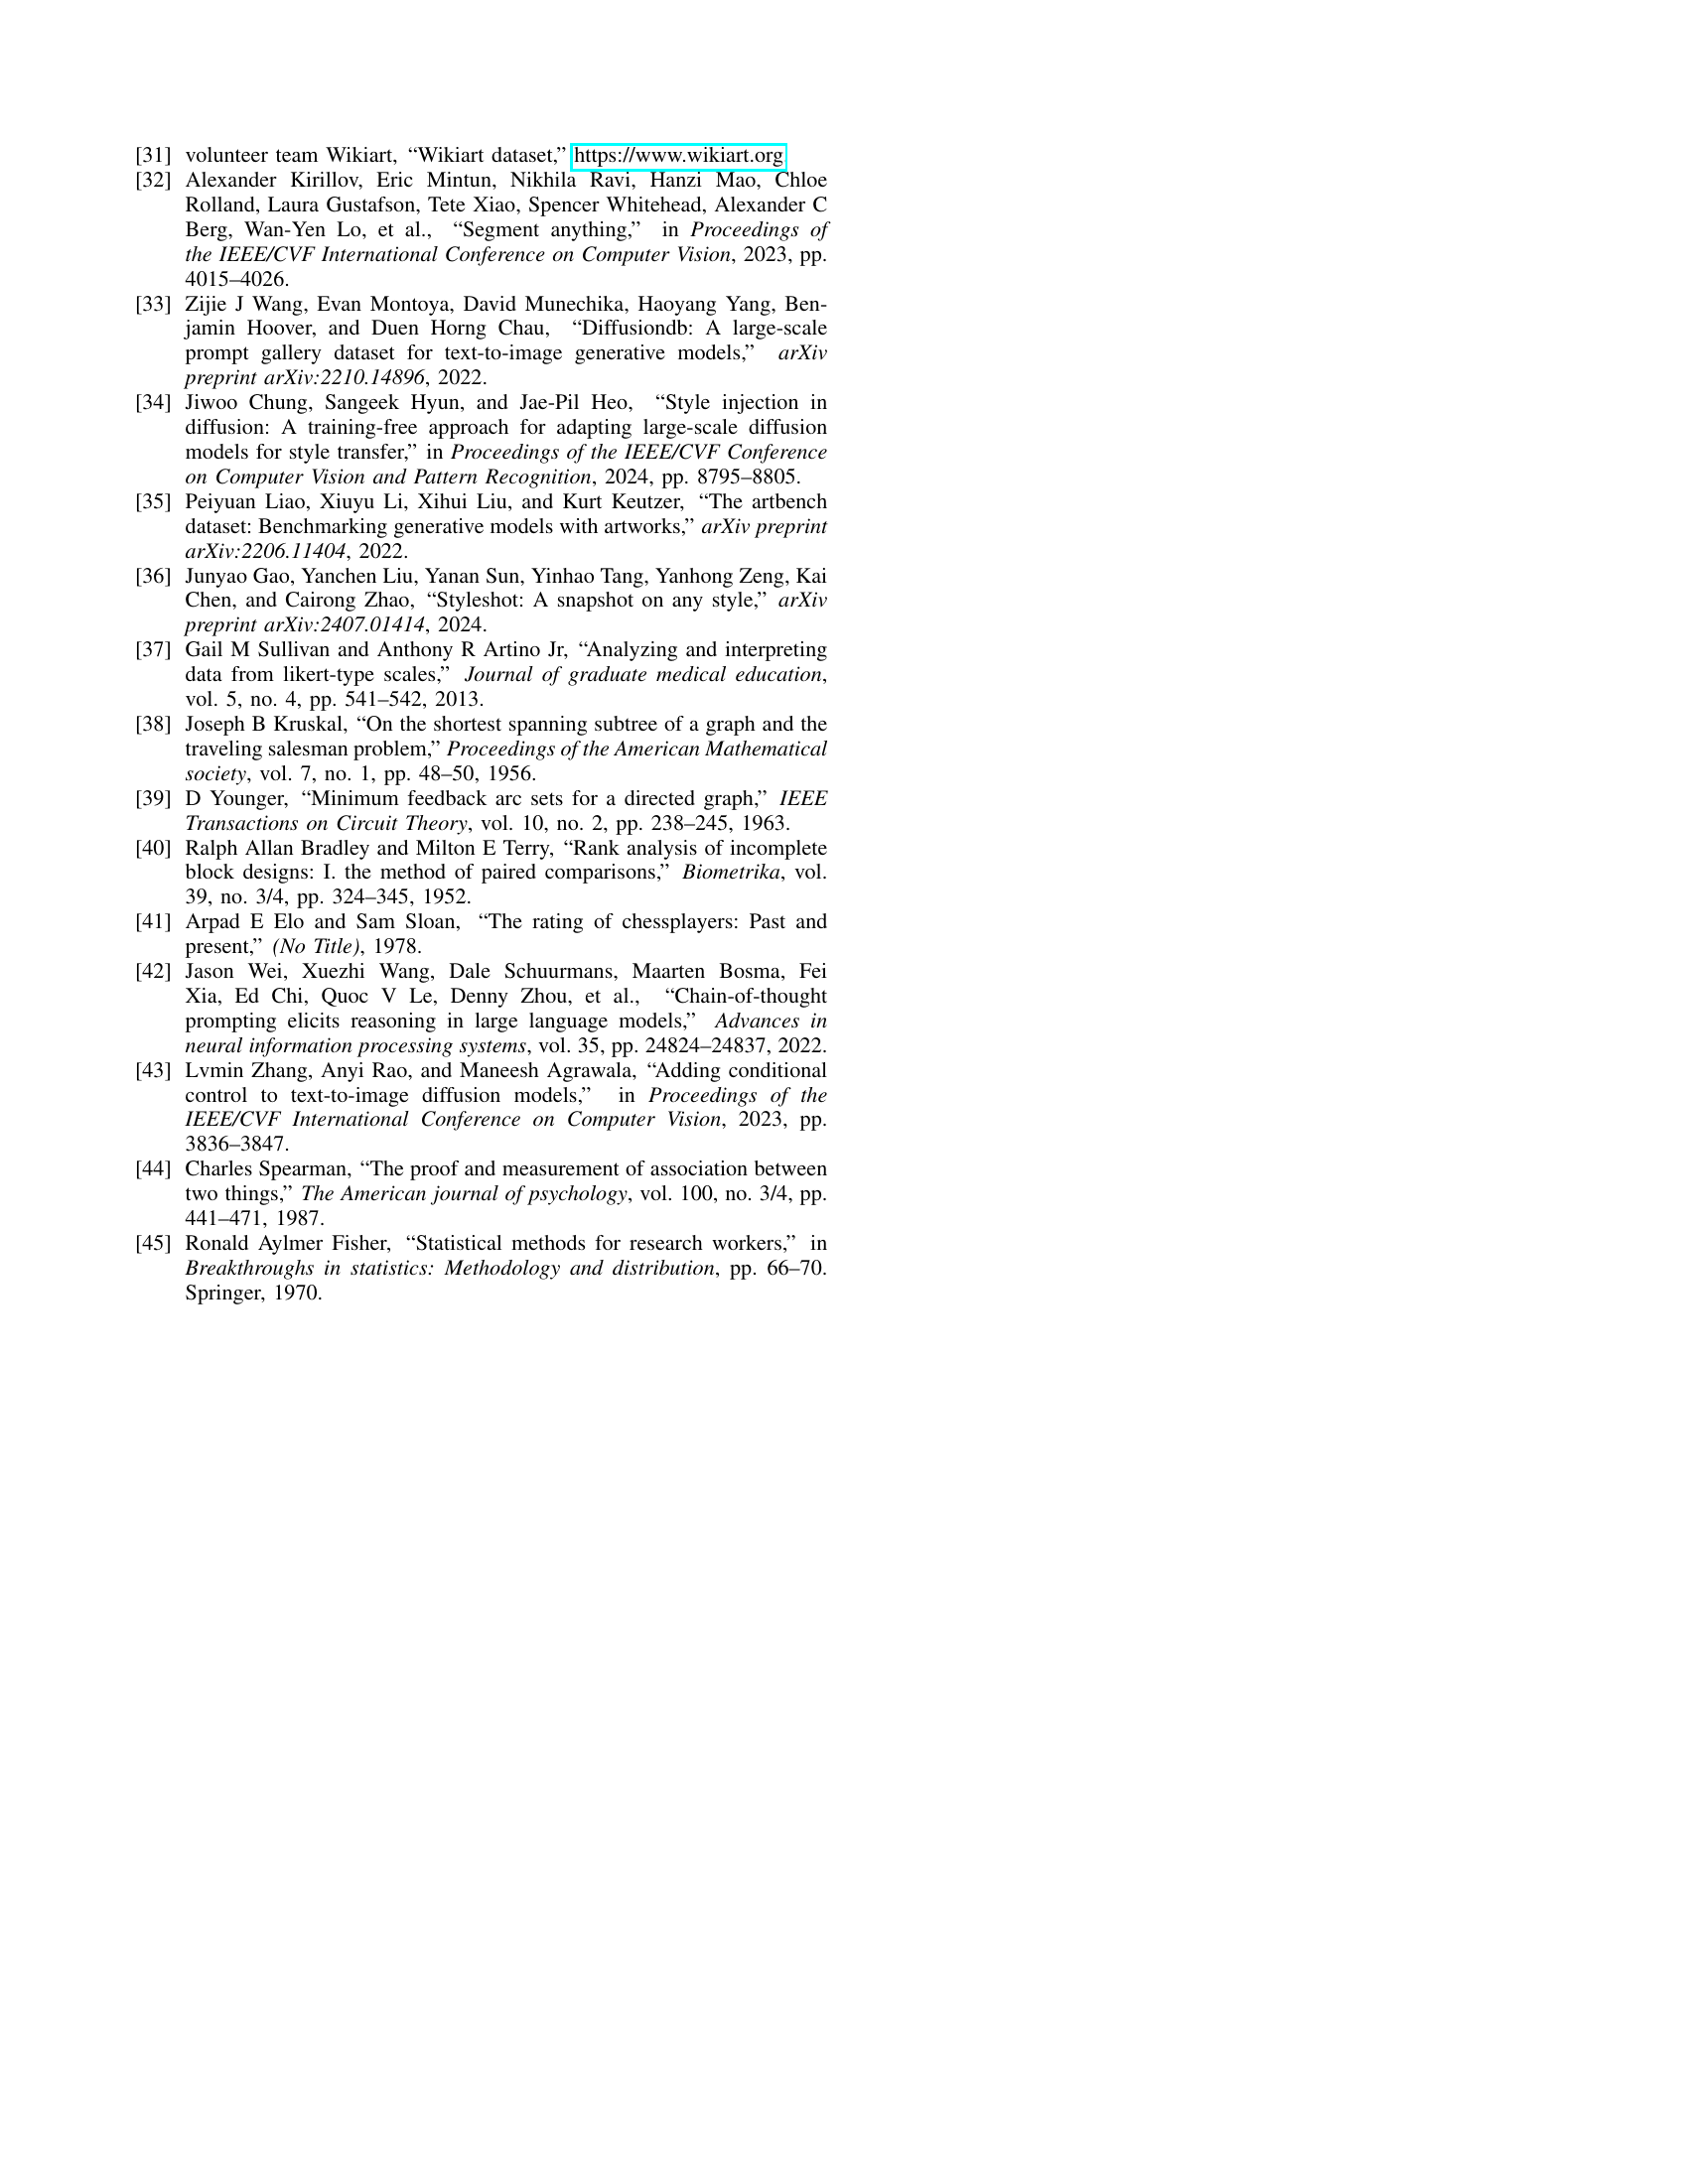 [31] volunteer team Wikiart, “Wikiart dataset,” https://www.wikiart.org.
[32] Alexander Kirillov, Eric Mintun, Nikhila Ravi, Hanzi Mao, Chloe
Rolland, Laura Gustafson, Tete Xiao, Spencer Whitehead, Alexander C
Berg, Wan-Yen Lo, et al., “Segment anything,” in Proceedings of
the IEEE/CVF International Conference on Computer Vision, 2023, pp.
4015–4026.
[33] Zijie J Wang, Evan Montoya, David Munechika, Haoyang Yang, Ben-
jamin Hoover, and Duen Horng Chau, “Diffusiondb: A large-scale
prompt gallery dataset for text-to-image generative models,” arXiv
preprint arXiv:2210.14896, 2022.
[34] Jiwoo Chung, Sangeek Hyun, and Jae-Pil Heo, “Style injection in
diffusion: A training-free approach for adapting large-scale diffusion
models for style transfer,” in Proceedings of the IEEE/CVF Conference
on Computer Vision and Pattern Recognition, 2024, pp. 8795–8805.
[35] Peiyuan Liao, Xiuyu Li, Xihui Liu, and Kurt Keutzer, “The artbench
dataset: Benchmarking generative models with artworks,” arXiv preprint
arXiv:2206.11404, 2022.
[36] Junyao Gao, Yanchen Liu, Yanan Sun, Yinhao Tang, Yanhong Zeng, Kai
Chen, and Cairong Zhao, “Styleshot: A snapshot on any style,” arXiv
preprint arXiv:2407.01414, 2024.
[37] Gail M Sullivan and Anthony R Artino Jr, “Analyzing and interpreting
data from likert-type scales,” Journal of graduate medical education,
vol. 5, no. 4, pp. 541–542, 2013.
[38] Joseph B Kruskal, “On the shortest spanning subtree of a graph and the
traveling salesman problem,” Proceedings of the American Mathematical
society, vol. 7, no. 1, pp. 48–50, 1956.
[39] D Younger, “Minimum feedback arc sets for a directed graph,” IEEE
Transactions on Circuit Theory, vol. 10, no. 2, pp. 238–245, 1963.
[40] Ralph Allan Bradley and Milton E Terry, “Rank analysis of incomplete
block designs: I. the method of paired comparisons,” Biometrika, vol.
39, no. 3/4, pp. 324–345, 1952.
[41] Arpad E Elo and Sam Sloan, “The rating of chessplayers: Past and
present,” (No Title), 1978.
[42] Jason Wei, Xuezhi Wang, Dale Schuurmans, Maarten Bosma, Fei
Xia, Ed Chi, Quoc V Le, Denny Zhou, et al., “Chain-of-thought
prompting elicits reasoning in large language models,” Advances in
neural information processing systems, vol. 35, pp. 24824–24837, 2022.
[43] Lvmin Zhang, Anyi Rao, and Maneesh Agrawala, “Adding conditional
control to text-to-image diffusion models,” in Proceedings of the
IEEE/CVF International Conference on Computer Vision, 2023, pp.
3836–3847.
[44] Charles Spearman, “The proof and measurement of association between
two things,” The American journal of psychology, vol. 100, no. 3/4, pp.
441–471, 1987.
[45] Ronald Aylmer Fisher, “Statistical methods for research workers,” in
Breakthroughs in statistics: Methodology and distribution, pp. 66–70.
Springer, 1970.